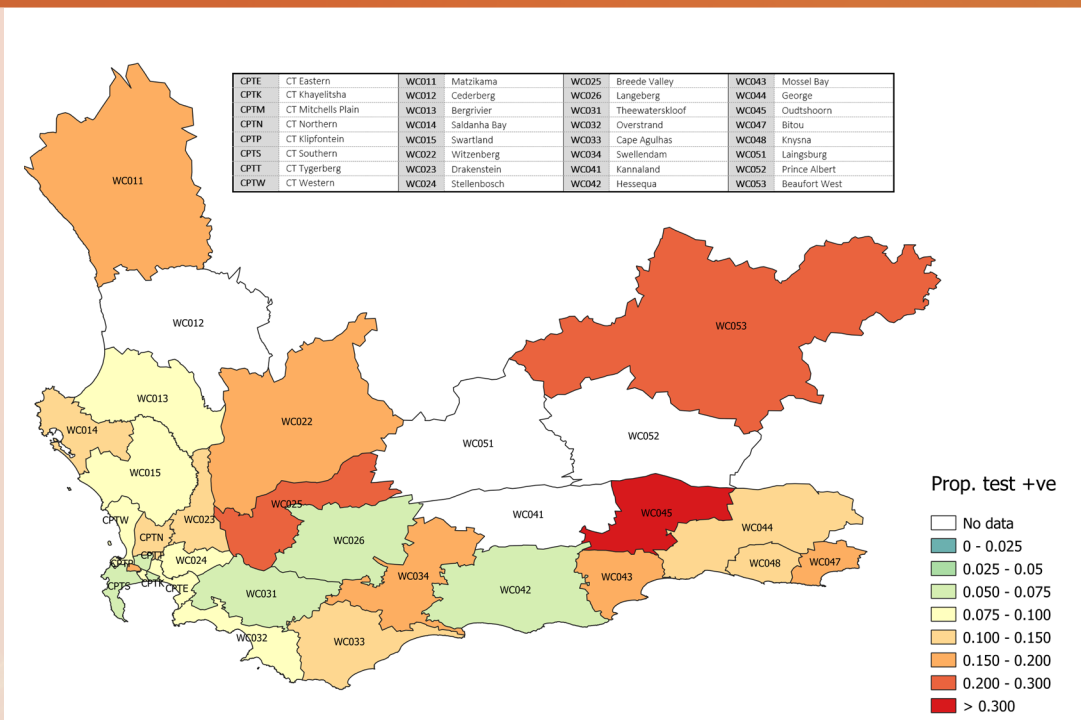 CPTE CT Eastern WC011 Matzikama WC025 Breede Valley WC043 Mossel Bay
CPTK CT Khayelitsha WC012 Cederberg WC026 Langeberg WC044 George
CPTM CT Mitchells Plain WC013 Bergrivier WC031 Theewaterskloof WC045 Oudtshoorn
CPTN CT Northern WC014 Saldanha Bay WC032 Overstrand WC047 Bitou
CPTP CT Klipfontein WC015 Swartland WC033 Cape Agulhas WC048 Knysna
CPTS CT Southern WC022 Witzenberg WC034 Swellendam WC051 Laingsburg
CPTT CT Tygerberg WC023 Drakenstein WC041 Kannaland WC052 Prince Albert
CPTW CT Western WC024 Stellenbosch WC042 Hessequa WC053 Beaufort West
WC011
WC012
WC053
WC013
WC022
WC014
WC052
WC051
WC015
WC025
WC045
WC041
CPTW
WC023
WC044
CPTN
WC026
WC024
WC048
WC047
WC034
WC043
CPTS
CPTK
CPTE
WC031
WC042
WC032
WC033
Prop. test +ve
No data
0 - 0.025
0.025 - 0.05
0.050 - 0.075
0.075 - 0.100
0.100 - 0.150
0.150 - 0.200
0.200 - 0.300
> 0.300